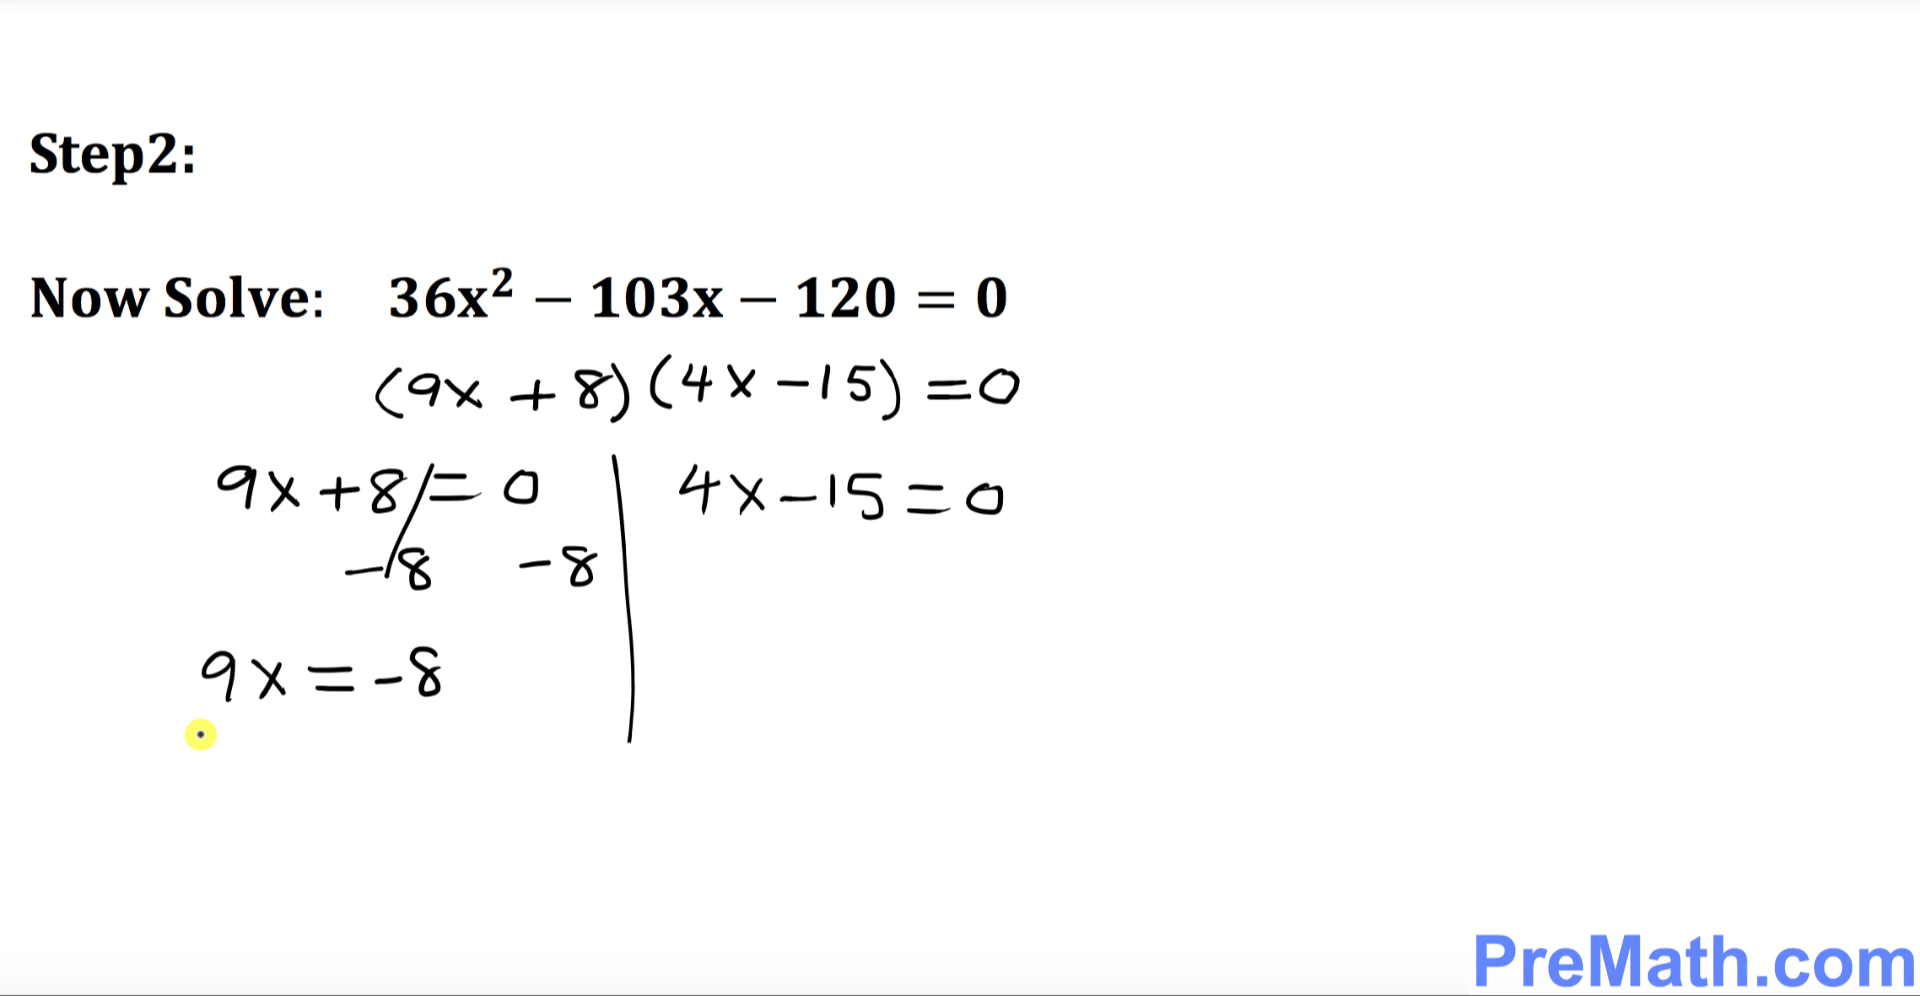 Step2:
Now Solve: 36x² – 103x – 120 = 0
(9x + 8)(4x – 15) = 0
9x + 8 = 0
4x – 15 = 0
–8 –8
9x = –8
PreMath.com